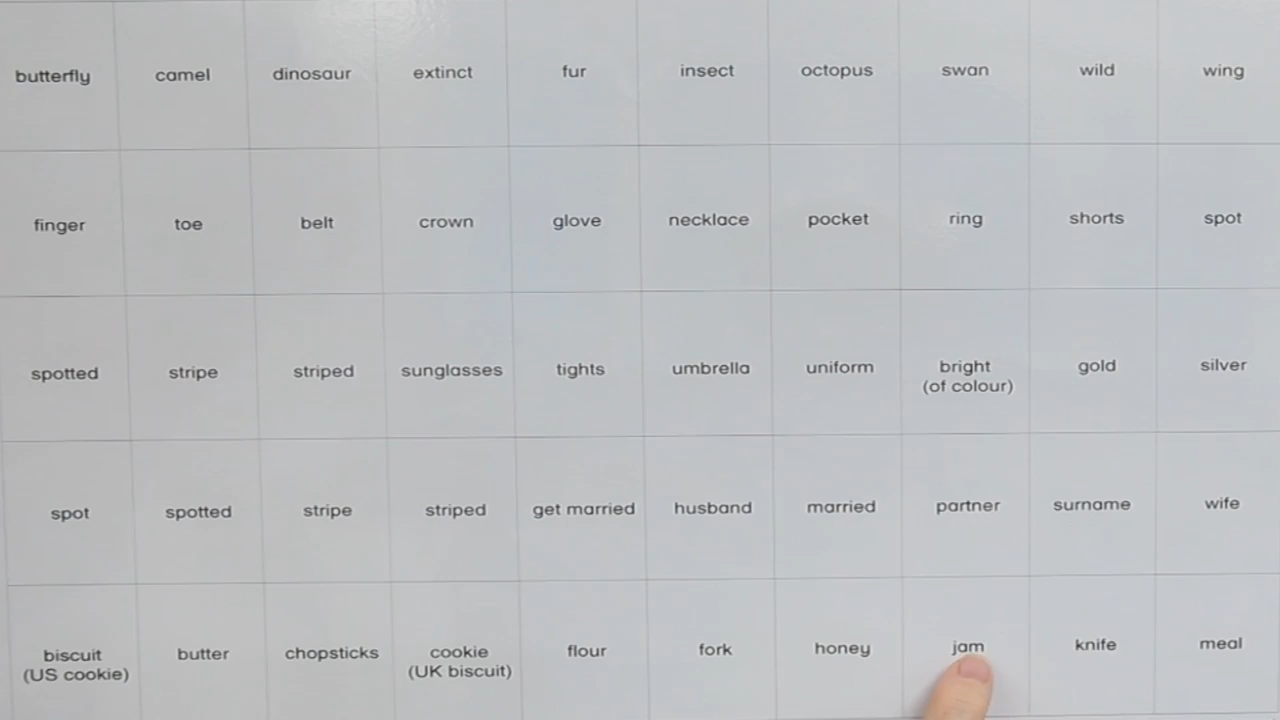 butterfly camel dinosaur extinct fur insect octopus swan wild wing
finger toe belt crown glove necklace pocket ring shorts spot
spotted stripe striped sunglasses tights umbrella uniform bright gold silver
(of colour)
spot spotted stripe striped get married husband married partner surname wife
biscuit butter chopsticks cookie flour fork honey jam knife meal
(US cookie) (UK biscuit)